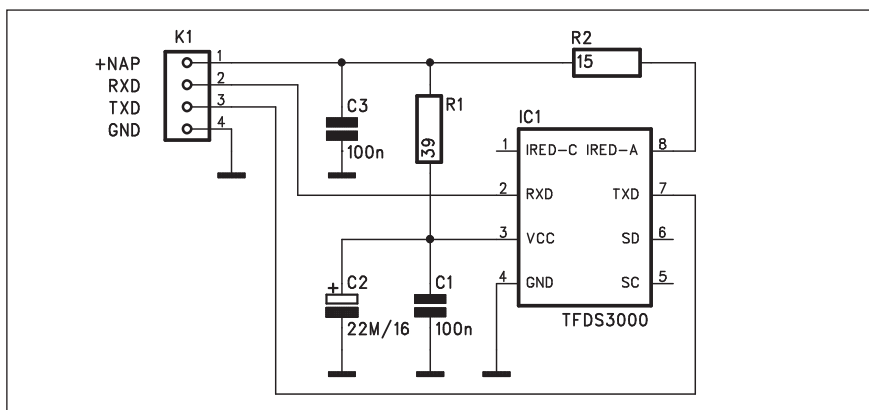 K1
+NAP 1
RXD 2
TXD 3
GND 4
C3
100n
R1
39
R2
15
IC1
1 IRED-C IRED-A 8
2 RXD TXD 7
3 VCC SD 6
4 GND SC 5
TFDS3000
C2
+
22M/16
C1
100n